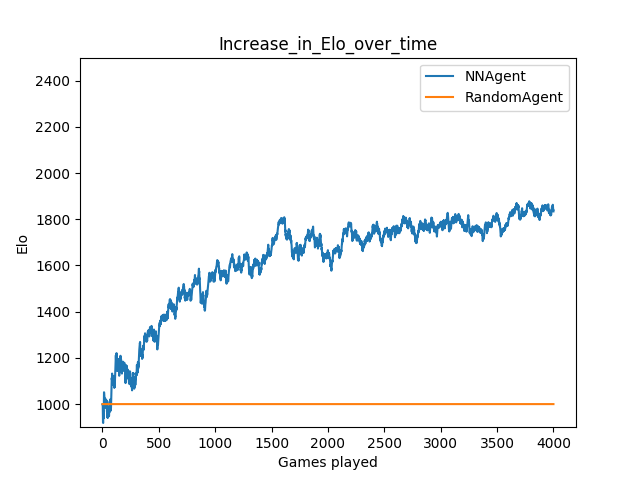 Increase_in_Elo_over_time
NNAgent
RandomAgent
2400
2200
2000
1800
1600
1400
1200
1000
Elo
0 500 1000 1500 2000 2500 3000 3500 4000
Games played